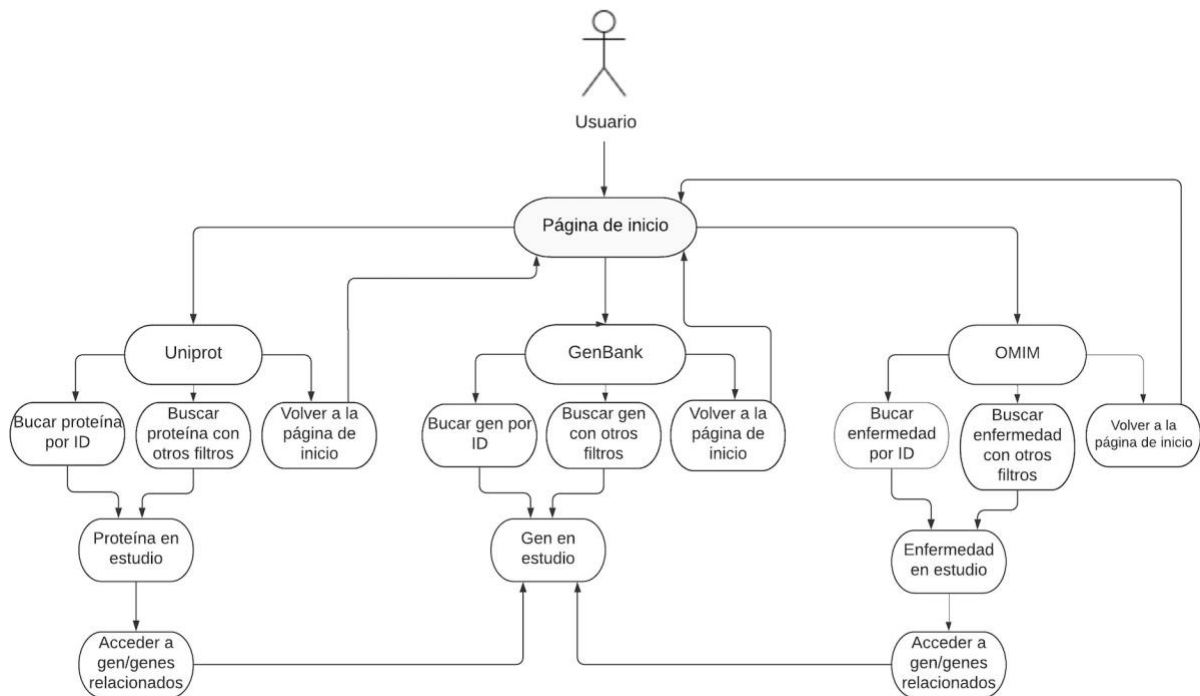 Usuario
Página de inicio
Uniprot
GenBank
OMIM
Bucar proteína
por ID
Buscar
proteína con
otros filtros
Volver a la
página de
inicio
Bucar gen por
ID
Buscar gen
con otros
filtros
Volver a la
página de
inicio
Bucar
enfermedad
por ID
Buscar
enfermedad
con otros
filtros
Volver a la
página de inicio
Proteína en
estudio
Gen en
estudio
Enfermedad
en estudio
Acceder a
gen/genes
relacionados
Acceder a
gen/genes
relacionados